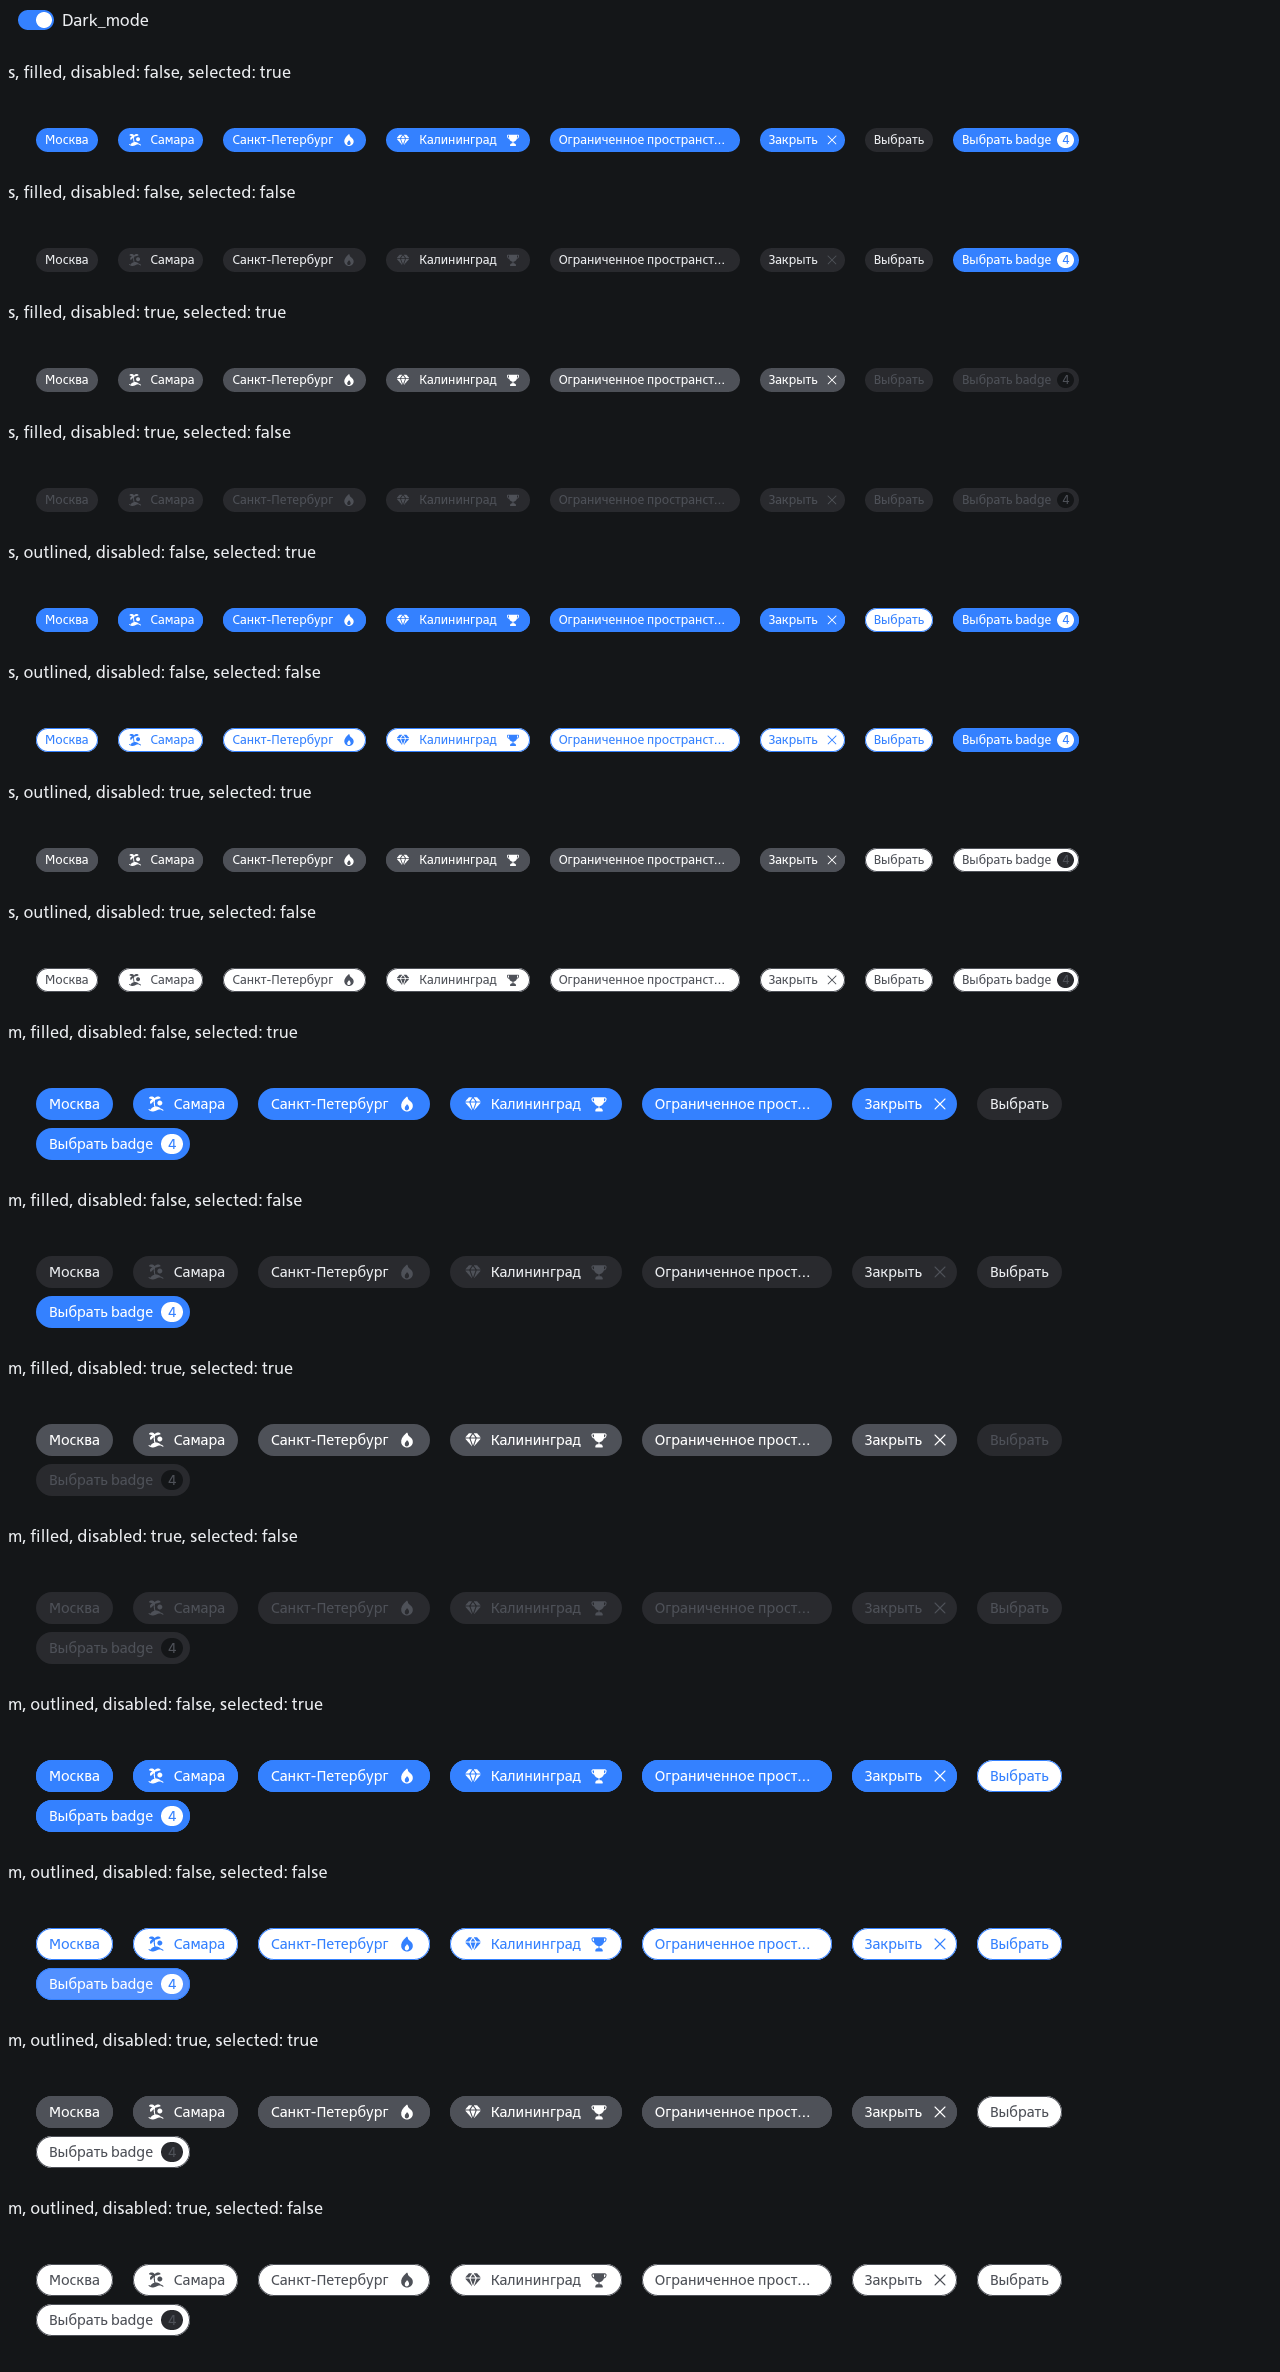 Dark_mode
s, filled, disabled: false, selected: true
Москва Самара Санкт-Петербург Калининград Ограниченное пространст... Закрыть Выбрать Выбрать badge 4
s, filled, disabled: false, selected: false
Москва Самара Санкт-Петербург Калининград Ограниченное пространст... Закрыть Выбрать Выбрать badge 4
s, filled, disabled: true, selected: true
Москва Самара Санкт-Петербург Калининград Ограниченное пространст... Закрыть Выбрать Выбрать badge 4
s, filled, disabled: true, selected: false
Москва Самара Санкт-Петербург Калининград Ограниченное пространст... Закрыть Выбрать Выбрать badge 4
s, outlined, disabled: false, selected: true
Москва Самара Санкт-Петербург Калининград Ограниченное пространст... Закрыть Выбрать Выбрать badge 4
s, outlined, disabled: false, selected: false
Москва Самара Санкт-Петербург Калининград Ограниченное пространст... Закрыть Выбрать Выбрать badge 4
s, outlined, disabled: true, selected: true
Москва Самара Санкт-Петербург Калининград Ограниченное пространст... Закрыть Выбрать Выбрать badge 4
s, outlined, disabled: true, selected: false
Москва Самара Санкт-Петербург Калининград Ограниченное пространст... Закрыть Выбрать Выбрать badge 4
m, filled, disabled: false, selected: true
Москва Самара Санкт-Петербург Калининград Ограниченное прост... Закрыть Выбрать
Выбрать badge 4
m, filled, disabled: false, selected: false
Москва Самара Санкт-Петербург Калининград Ограниченное прост... Закрыть Выбрать
Выбрать badge 4
m, filled, disabled: true, selected: true
Москва Самара Санкт-Петербург Калининград Ограниченное прост... Закрыть Выбрать
Выбрать badge 4
m, filled, disabled: true, selected: false
Москва Самара Санкт-Петербург Калининград Ограниченное прост... Закрыть Выбрать
Выбрать badge 4
m, outlined, disabled: false, selected: true
Москва Самара Санкт-Петербург Калининград Ограниченное прост... Закрыть Выбрать
Выбрать badge 4
m, outlined, disabled: false, selected: false
Москва Самара Санкт-Петербург Калининград Ограниченное прост... Закрыть Выбрать
Выбрать badge 4
m, outlined, disabled: true, selected: true
Москва Самара Санкт-Петербург Калининград Ограниченное прост... Закрыть Выбрать
Выбрать badge 4
m, outlined, disabled: true, selected: false
Москва Самара Санкт-Петербург Калининград Ограниченное прост... Закрыть Выбрать
Выбрать badge 4